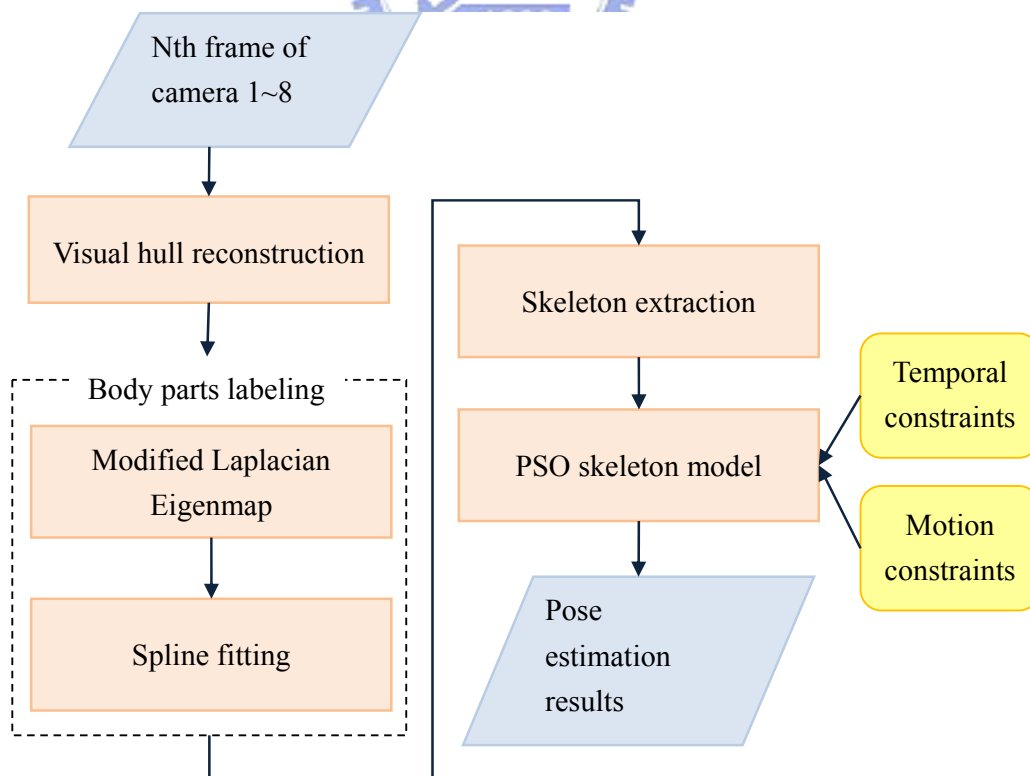 Nth frame of
camera 1~8
Visual hull reconstruction
Body parts labeling
Modified Laplacian
Eigenmap
Spline fitting
Skeleton extraction
PSO skeleton model
Temporal
constraints
Motion
constraints
Pose
estimation
results